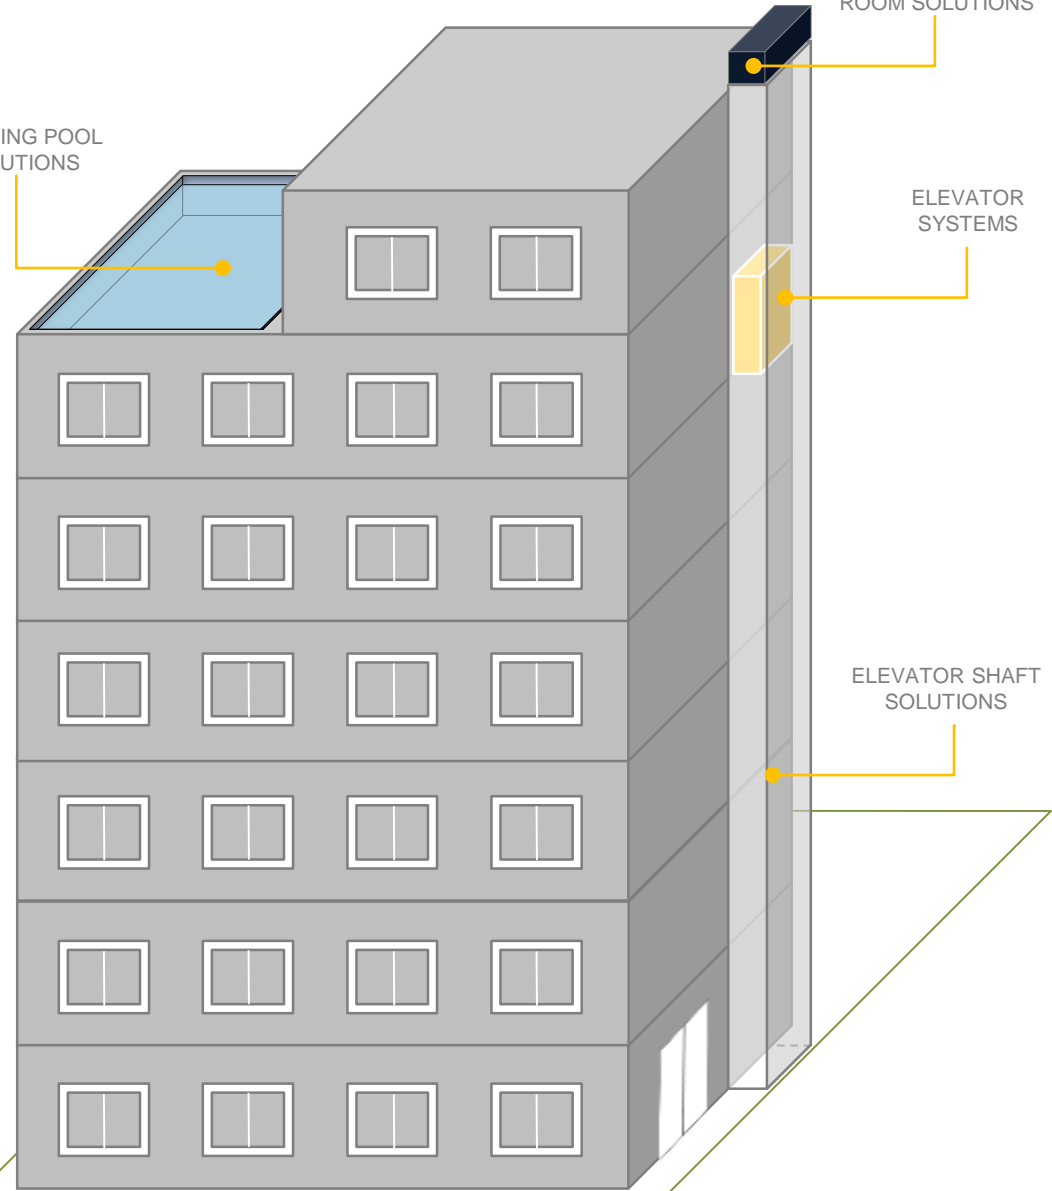 ROOM SOLUTIONS
ING POOL
UTIONS
ELEVATOR
SYSTEMS
ELEVATOR SHAFT
SOLUTIONS